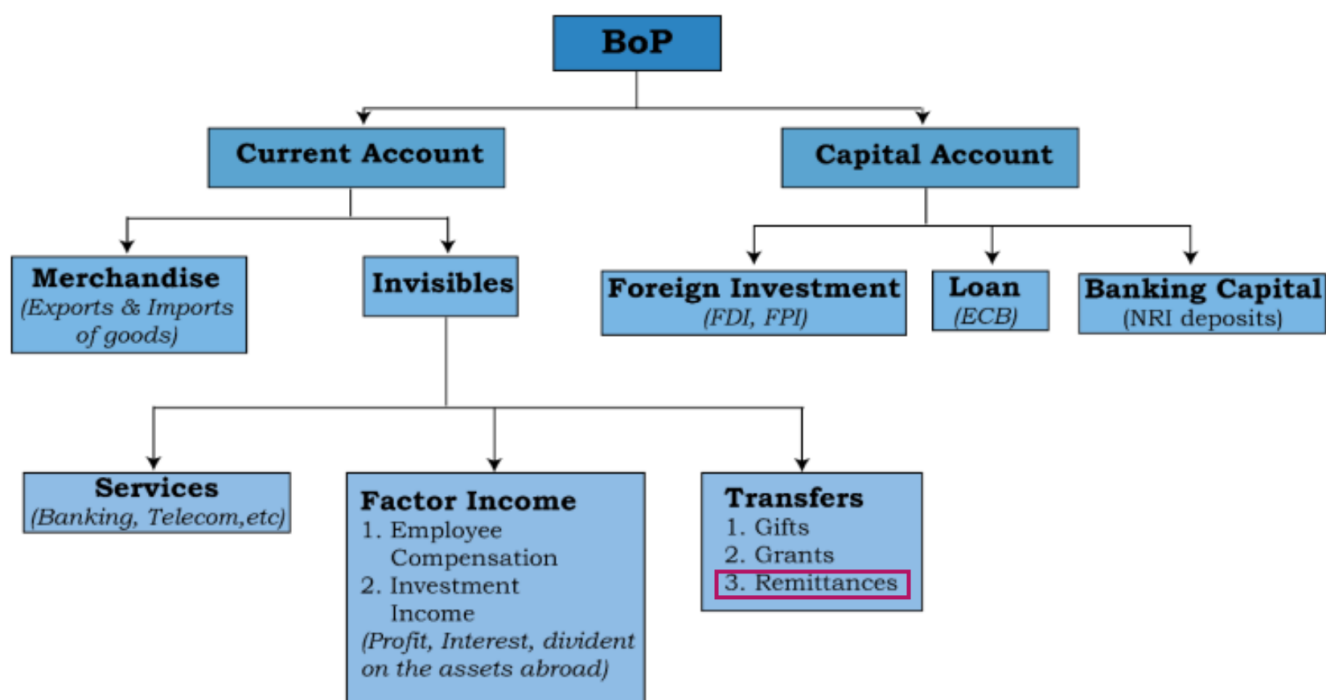 BoP
Current Account
Capital Account
Merchandise
(Exports & Imports
of goods)
Invisibles
Foreign Investment
(FDI, FPI)
Loan
(ECB)
Banking Capital
(NRI deposits)
Services
(Banking, Telecom,etc)
Factor Income
1. Employee
Compensation
2. Investment
Income
(Profit, Interest, divident
on the assets abroad)
Transfers
1. Gifts
2. Grants
3. Remittances